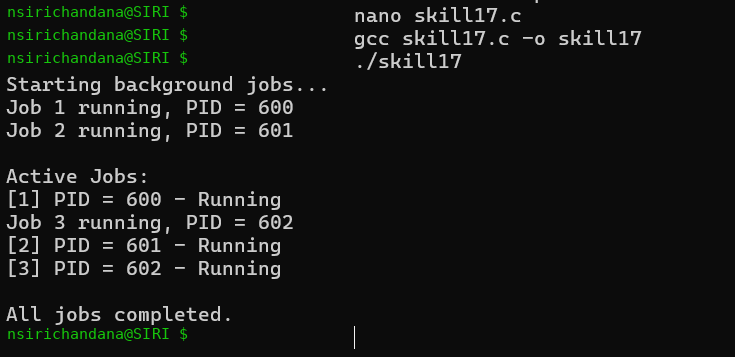 nsirichandana@SIRI $ nano skill17.c
nsirichandana@SIRI $ gcc skill17.c -o skill17
nsirichandana@SIRI $ ./skill17
Starting background jobs...
Job 1 running, PID = 600
Job 2 running, PID = 601

Active Jobs:
[1] PID = 600 - Running
Job 3 running, PID = 602
[2] PID = 601 - Running
[3] PID = 602 - Running

All jobs completed.
nsirichandana@SIRI $